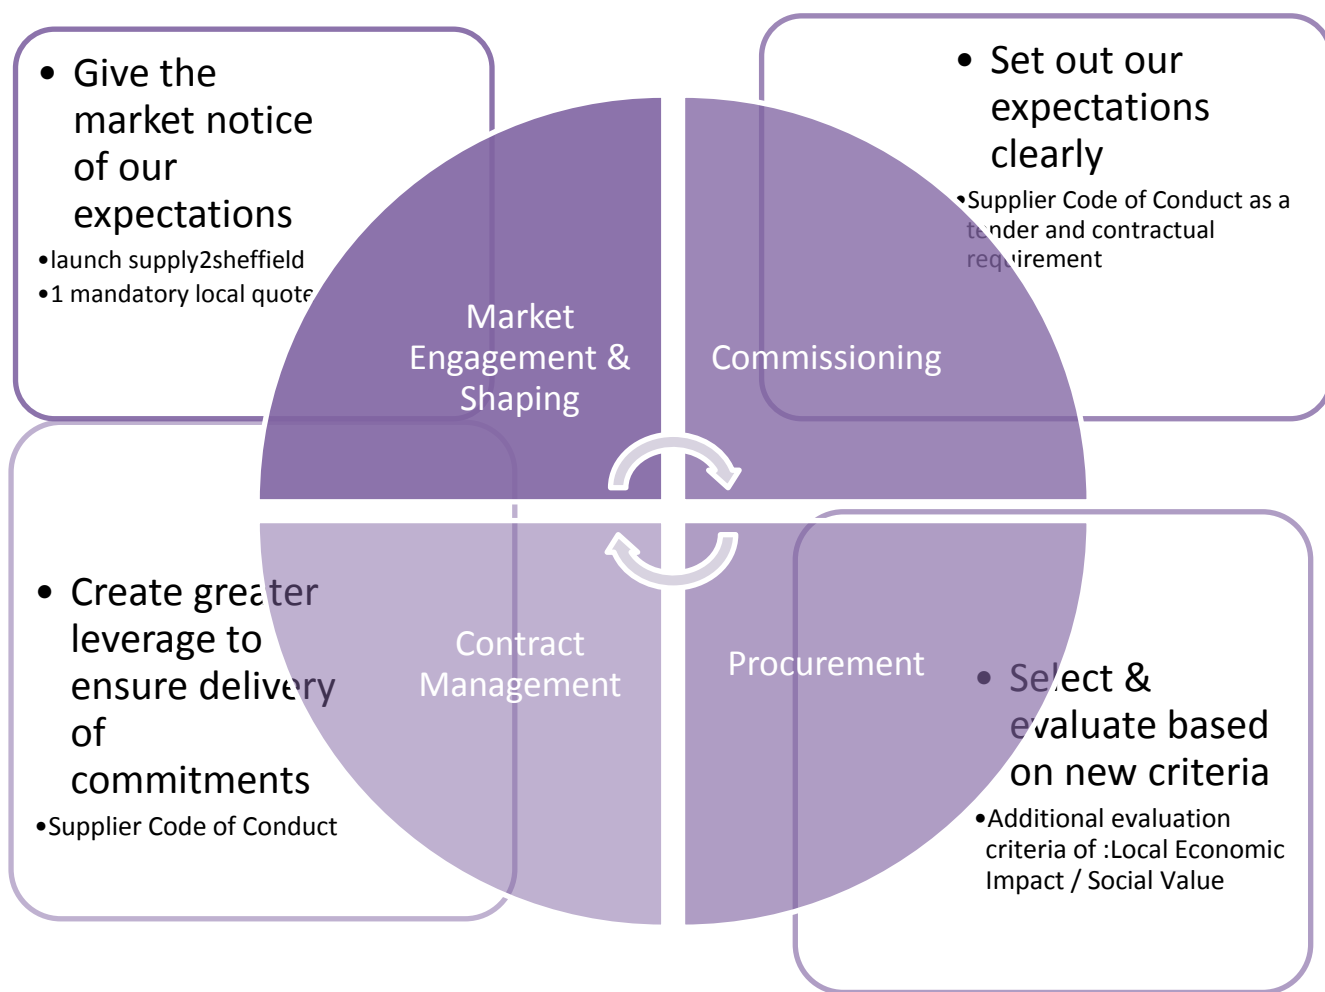 • Give the
market notice
of our
expectations
•launch supply2sheffield
•1 mandatory local quote
Market
Engagement &
Shaping
• Set out our
expectations
clearly
•Supplier Code of Conduct as a
tender and contractual
requirement
Commissioning
• Create greater
leverage to
ensure delivery
of
commitments
•Supplier Code of Conduct
Contract
Management
Procurement
• Select &
evaluate based
on new criteria
•Additional evaluation
criteria of :Local Economic
Impact / Social Value